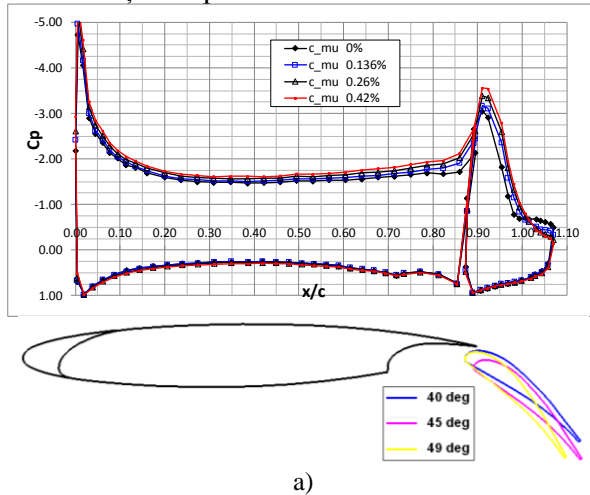 -5.00
-4.00
-3.00
-2.00
-1.00
0.00
1.00
Cp
c_mu 0%
c_mu 0.136%
c_mu 0.26%
c_mu 0.42%
0.00 0.10 0.20 0.30 0.40 0.50 0.60 0.70 0.80 0.90 1.00 1.10
x/c
40 deg
45 deg
49 deg
a)